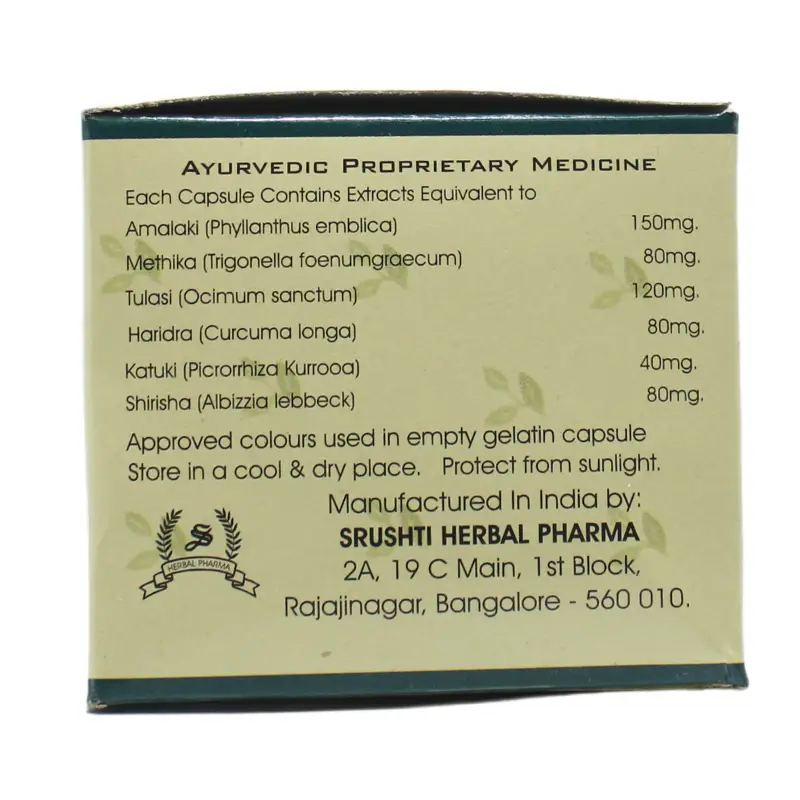 AYURVEDIC PROPRIETARY MEDICINE
Each Capsule Contains Extracts Equivalent to
Amalaki (Phyllanthus emblica) 150mg.
Methika (Trigonella foenumgraecum) 80mg.
Tulasi (Ocimum sanctum) 120mg.
Haridra (Curcuma longa) 80mg.
Katuki (Picrorrhiza Kurrooa) 40mg.
Shirisha (Albizzia lebbeck) 80mg.
Approved colours used in empty gelatin capsule
Store in a cool & dry place. Protect from sunlight.
Manufactured In India by:
SRUSHTI HERBAL PHARMA
2A, 19 C Main, 1st Block,
Rajajinagar, Bangalore - 560 010.
S
HERBAL PHARMA